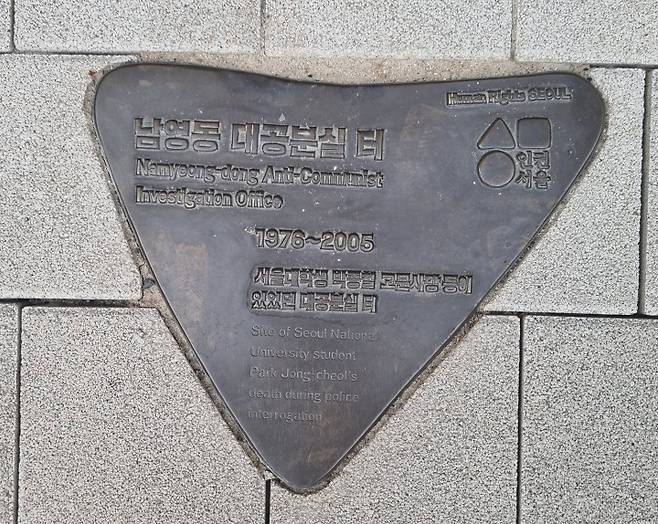 Human Rights SEOUL
인권
서울
남영동 대공분실 터
Namyeong-dong Anti-Communist
Investigation Office
1976~2005
서울대학생 박종철 고문사망 등이
있었던 대공분실 터
Site of Seoul National
University student
Park Jong-cheol's
death during police
interrogation